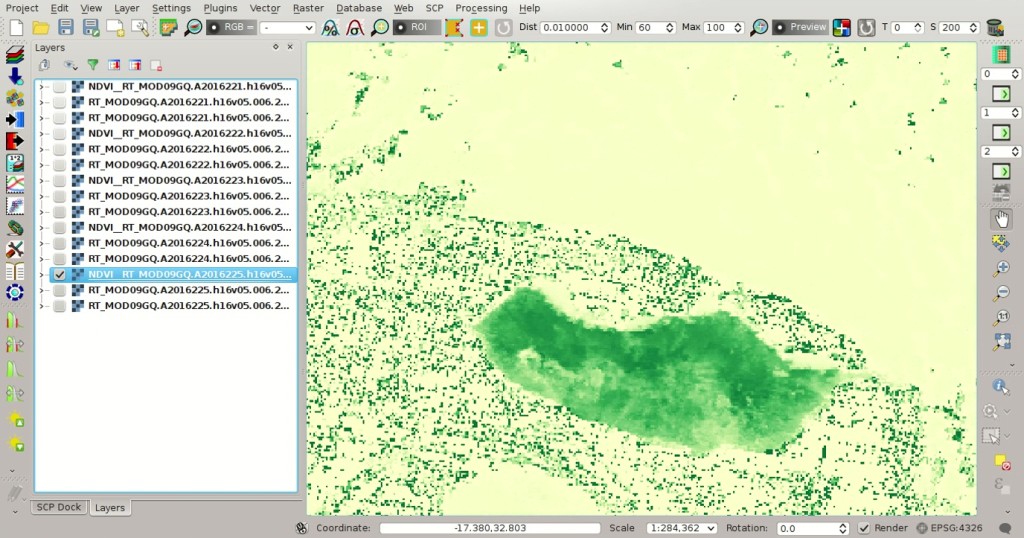 Project Edit View Layer Settings Plugins Vector Raster Database Web SCP Processing Help
RGB = - ROI Dist 0.010000 Min 60 Max 100 Preview T 0 S 200
Layers
NDVI__RT_MOD09GQ.A2016221.h16v05...
RT_MOD09GQ.A2016221.h16v05.006.2...
RT_MOD09GQ.A2016221.h16v05.006.2...
NDVI__RT_MOD09GQ.A2016222.h16v05...
RT_MOD09GQ.A2016222.h16v05.006.2...
RT_MOD09GQ.A2016222.h16v05.006.2...
NDVI__RT_MOD09GQ.A2016223.h16v05...
RT_MOD09GQ.A2016223.h16v05.006.2...
RT_MOD09GQ.A2016223.h16v05.006.2...
NDVI__RT_MOD09GQ.A2016224.h16v05...
RT_MOD09GQ.A2016224.h16v05.006.2...
RT_MOD09GQ.A2016224.h16v05.006.2...
NDVI__RT_MOD09GQ.A2016225.h16v05...
RT_MOD09GQ.A2016225.h16v05.006.2...
RT_MOD09GQ.A2016225.h16v05.006.2...
0
1
2
SCP Dock Layers
Coordinate: -17.380,32.803 Scale 1:284,362 Rotation: 0.0 Render EPSG:4326